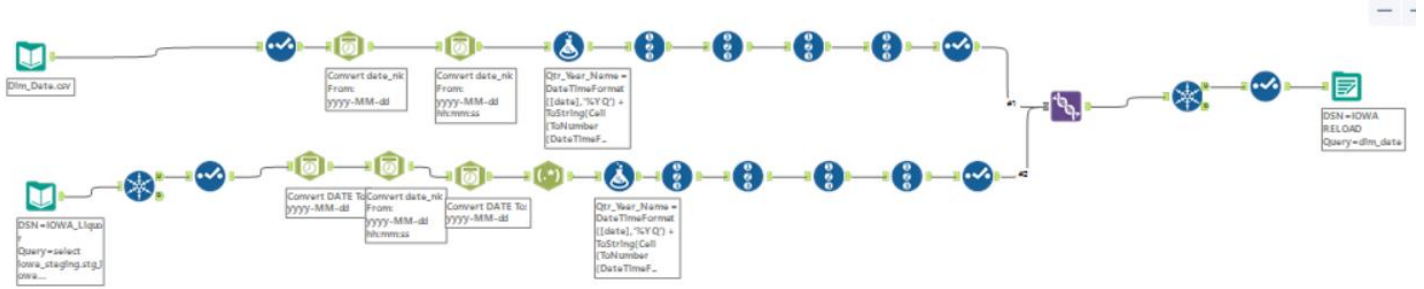 Dim_Date.csv
Convert date_nk
From:
yyyy-MM-dd
Convert date_nk
From:
yyyy-MM-dd
hh:mm:ss
Qtr_Year_Name =
DateTimeFormat
([date],'%Y Q') +
ToString(Ceil
(ToNumber
(DateTimeF...
#1
DSN=IOWA
RELOAD
Query=dim_date
DSN=IOWA_Liquo
r
Query=select
iowa_staging.stg_i
owa...
Convert DATE To:
yyyy-MM-dd
Convert date_nk
From:
yyyy-MM-dd
hh:mm:ss
Convert DATE To:
yyyy-MM-dd
(.*)
Qtr_Year_Name =
DateTimeFormat
([date],'%Y Q') +
ToString(Ceil
(ToNumber
(DateTimeF...
#2